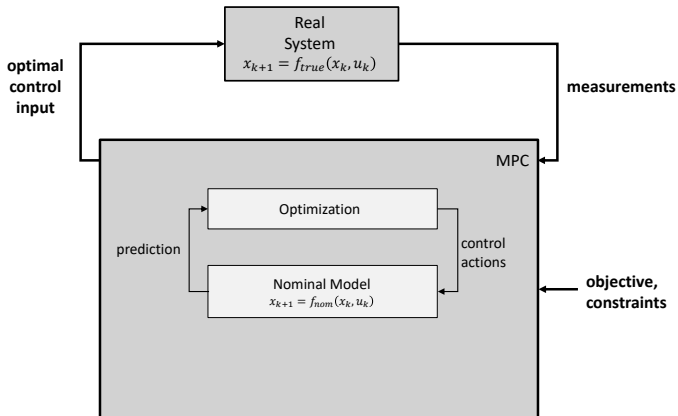 Real
System
x_{k+1} = f_{true}(x_k, u_k)
optimal
control
input
measurements
MPC
Optimization
prediction
control
actions
Nominal Model
x_{k+1} = f_{nom}(x_k, u_k)
objective,
constraints